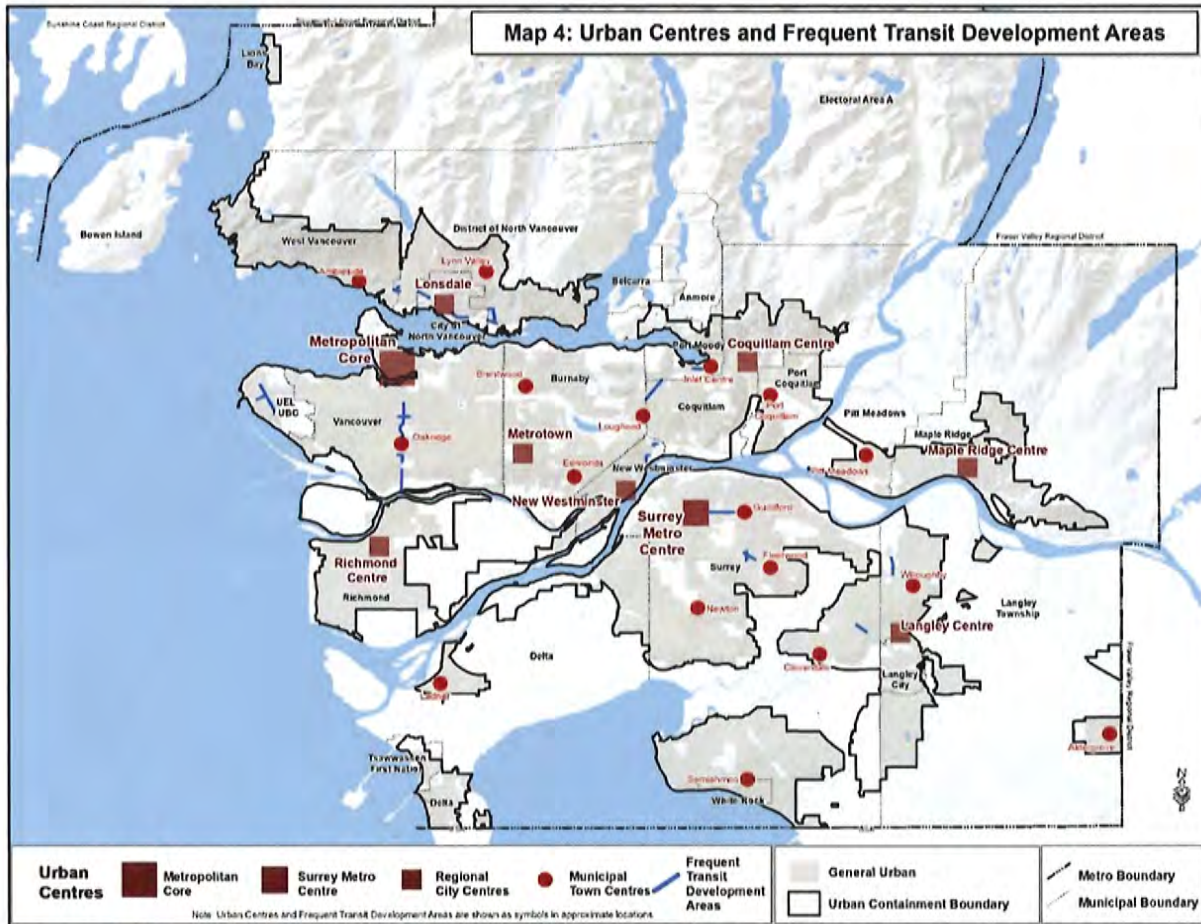 Sunshine Coast Regional District
Map 4: Urban Centres and Frequent Transit Development Areas
Lions
Bay
Electoral Area A
Bowen Island
West Vancouver
District of North Vancouver
Fraser Valley Regional District
Ambleside
Lynn Valley
Lonsdale
Belcarra
Anmore
City of
North Vancouver
Metropolitan
Core
Port Moody
Coquitlam Centre
Brentwood
Burnaby
Inlet Centre
Port
Coquitlam
UEL
UBC
Vancouver
Coquitlam
Port
Coquitlam
Pitt Meadows
Oakridge
Lougheed
Maple Ridge
Metrotown
Maple Ridge Centre
Edmonds
New Westminster
Pitt Meadows
New Westminster
Surrey
Metro
Centre
Guildford
Richmond
Centre
Fleetwood
Surrey
Willoughby
Richmond
Newton
Langley
Township
Langley Centre
Delta
Cloverdale
Ladner
Langley
City
Fraser Valley Regional District
Aldergrove
Tsawwassen
First Nation
Semiahmoo
Delta
White Rock
N
Urban
Centres
Metropolitan
Core
Surrey Metro
Centre
Regional
City Centres
Municipal
Town Centres
Frequent
Transit
Development
Areas
General Urban
Urban Containment Boundary
Metro Boundary
Municipal Boundary
Note: Urban Centres and Frequent Transit Development Areas are shown as symbols in approximate locations